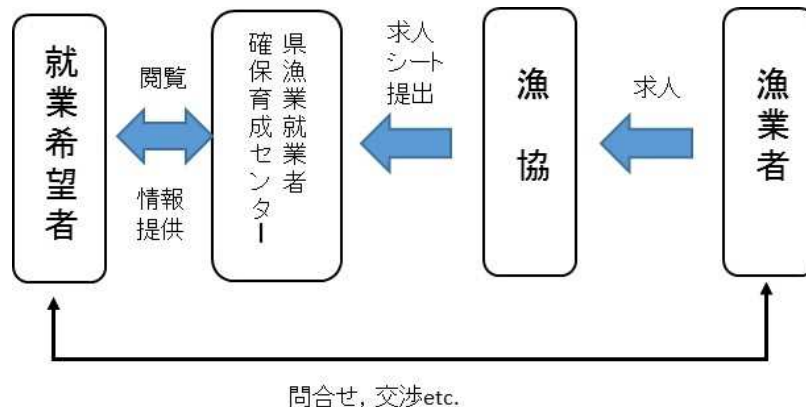 就業希望者
閲覧
情報
提供
県漁業就業者
確保育成センター
求人
シート
提出
漁協
求人
漁業者
問合せ，交渉etc.